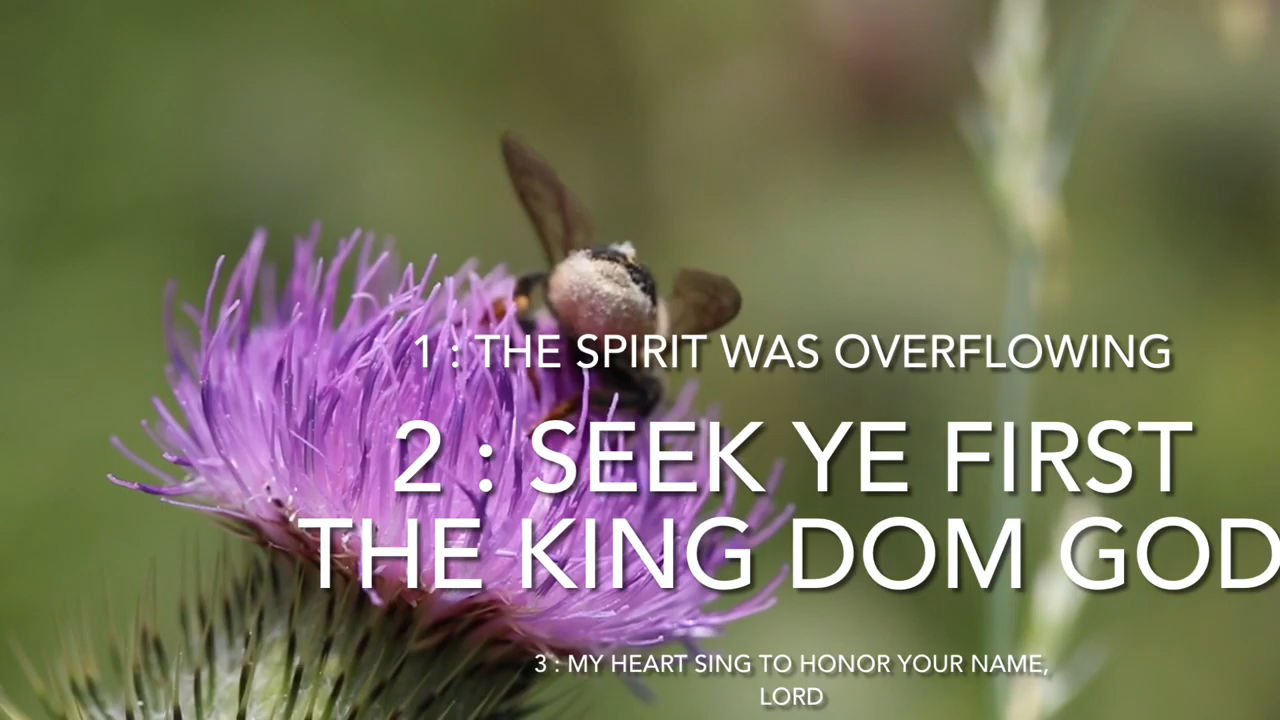 1 : THE SPIRIT WAS OVERFLOWING
2 : SEEK YE FIRST
THE KING DOM GOD
3 : MY HEART SING TO HONOR YOUR NAME,
LORD